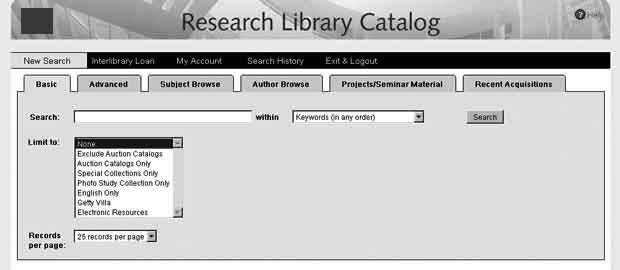 Research Library Catalog
? Help
New Search Interlibrary Loan My Account Search History Exit & Logout
Basic Advanced Subject Browse Author Browse Projects/Seminar Material Recent Acquisitions
Search: within Keywords (in any order) Search
Limit to: None
Exclude Auction Catalogs
Auction Catalogs Only
Special Collections Only
Photo Study Collection Only
English Only
Getty Villa
Electronic Resources
Records
per page: 25 records per page